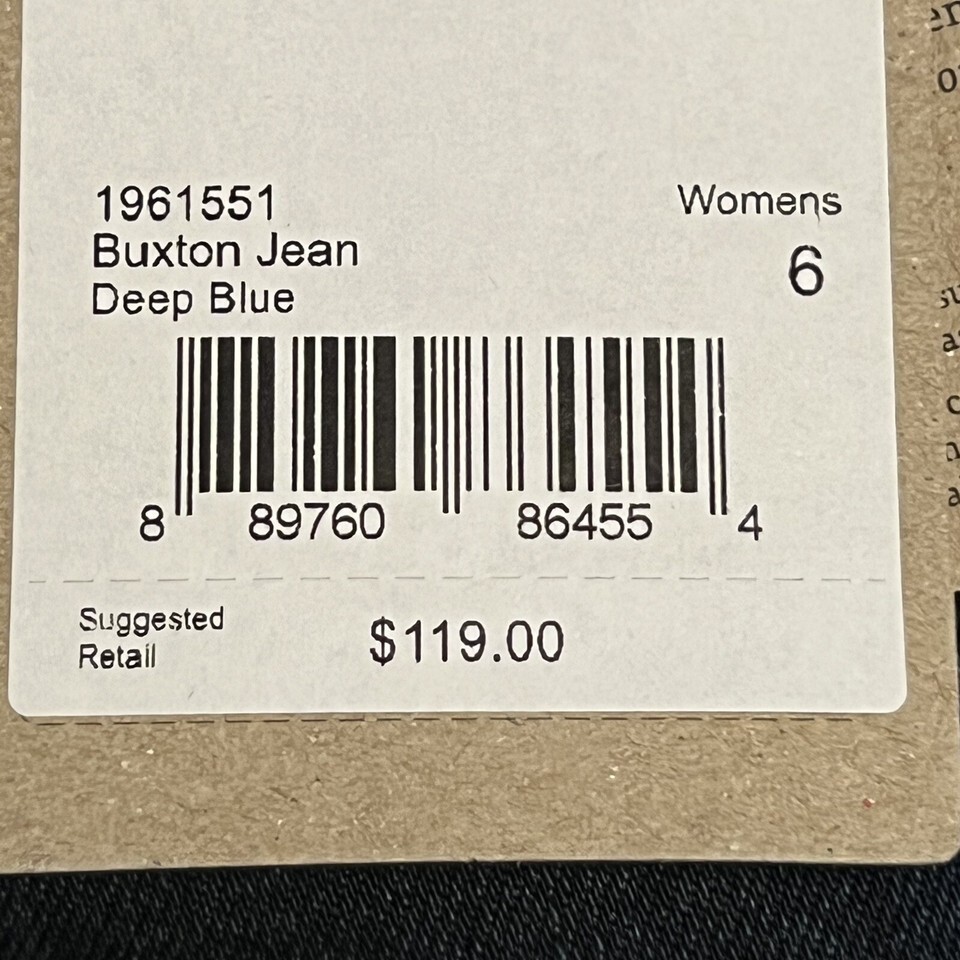 1961551
Womens
Buxton Jean
6
Deep Blue
8 89760 86455 4
Suggested
Retail
$119.00